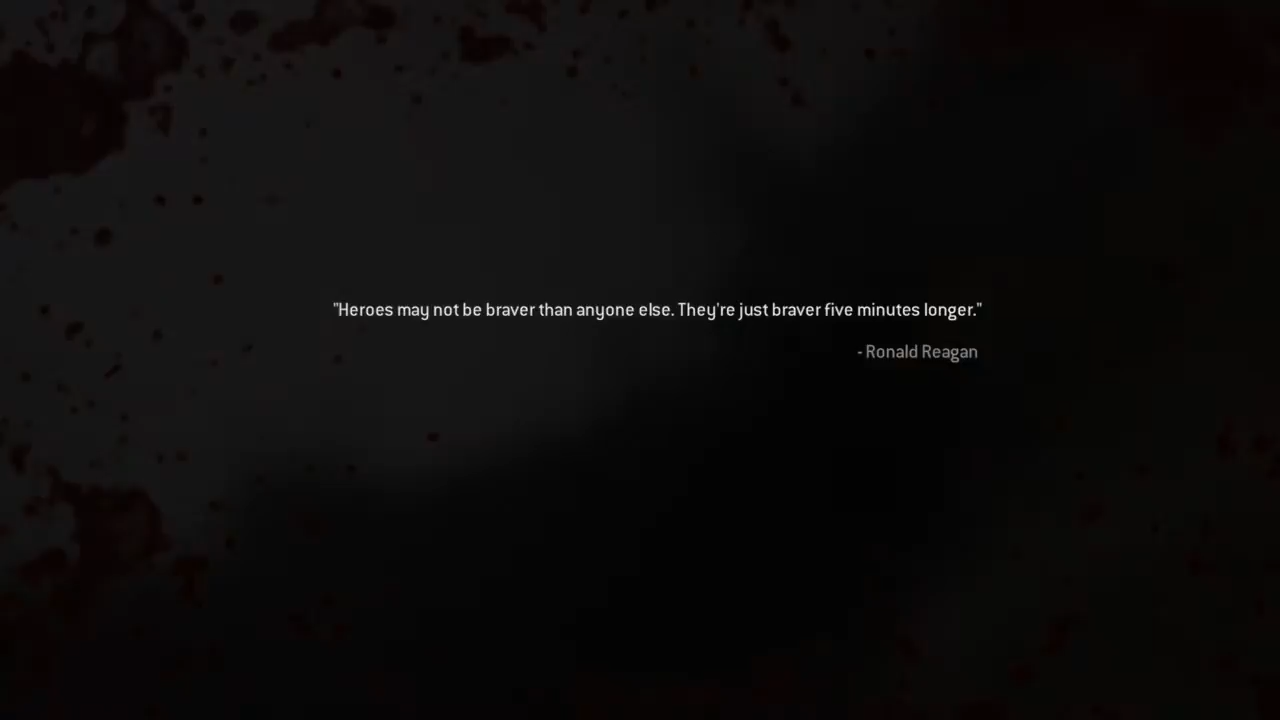 "Heroes may not be braver than anyone else. They're just braver five minutes longer."
- Ronald Reagan